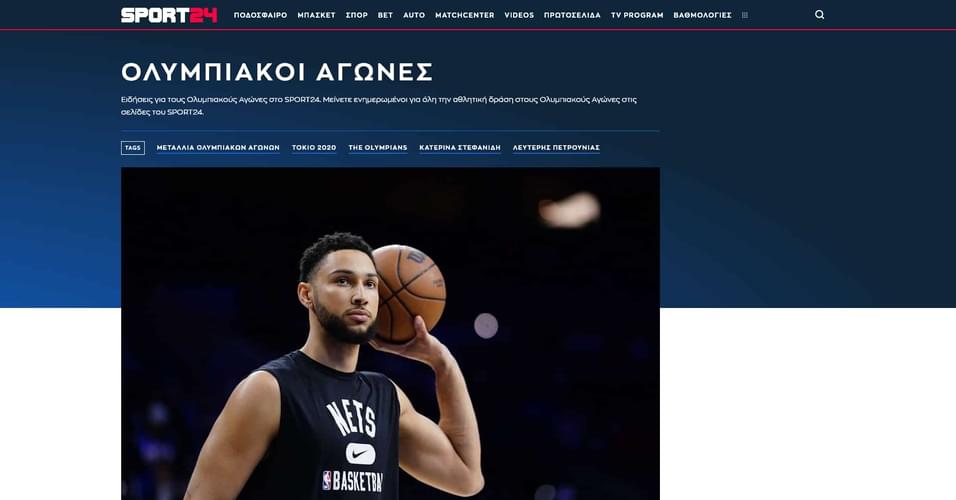 SPORT24
ΠΟΔΟΣΦΑΙΡΟ ΜΠΑΣΚΕΤ ΣΠΟΡ BET AUTO MATCHCENTER VIDEOS ΠΡΩΤΟΣΕΛΙΔΑ TV PROGRAM ΒΑΘΜΟΛΟΓΙΕΣ
ΟΛΥΜΠΙΑΚΟΙ ΑΓΩΝΕΣ
Ειδήσεις για τους Ολυμπιακούς Αγώνες στο SPORT24. Μείνετε ενημερωμένοι για όλη την αθλητική δράση στους Ολυμπιακούς Αγώνες στις
σελίδες του SPORT24.
TAGS ΜΕΤΑΛΛΙΑ ΟΛΥΜΠΙΑΚΩΝ ΑΓΩΝΩΝ ΤΟΚΙΟ 2020 THE OLYMPIANS ΚΑΤΕΡΙΝΑ ΣΤΕΦΑΝΙΔΗ ΛΕΥΤΕΡΗΣ ΠΕΤΡΟΥΝΙΑΣ
NETS
BASKETBA